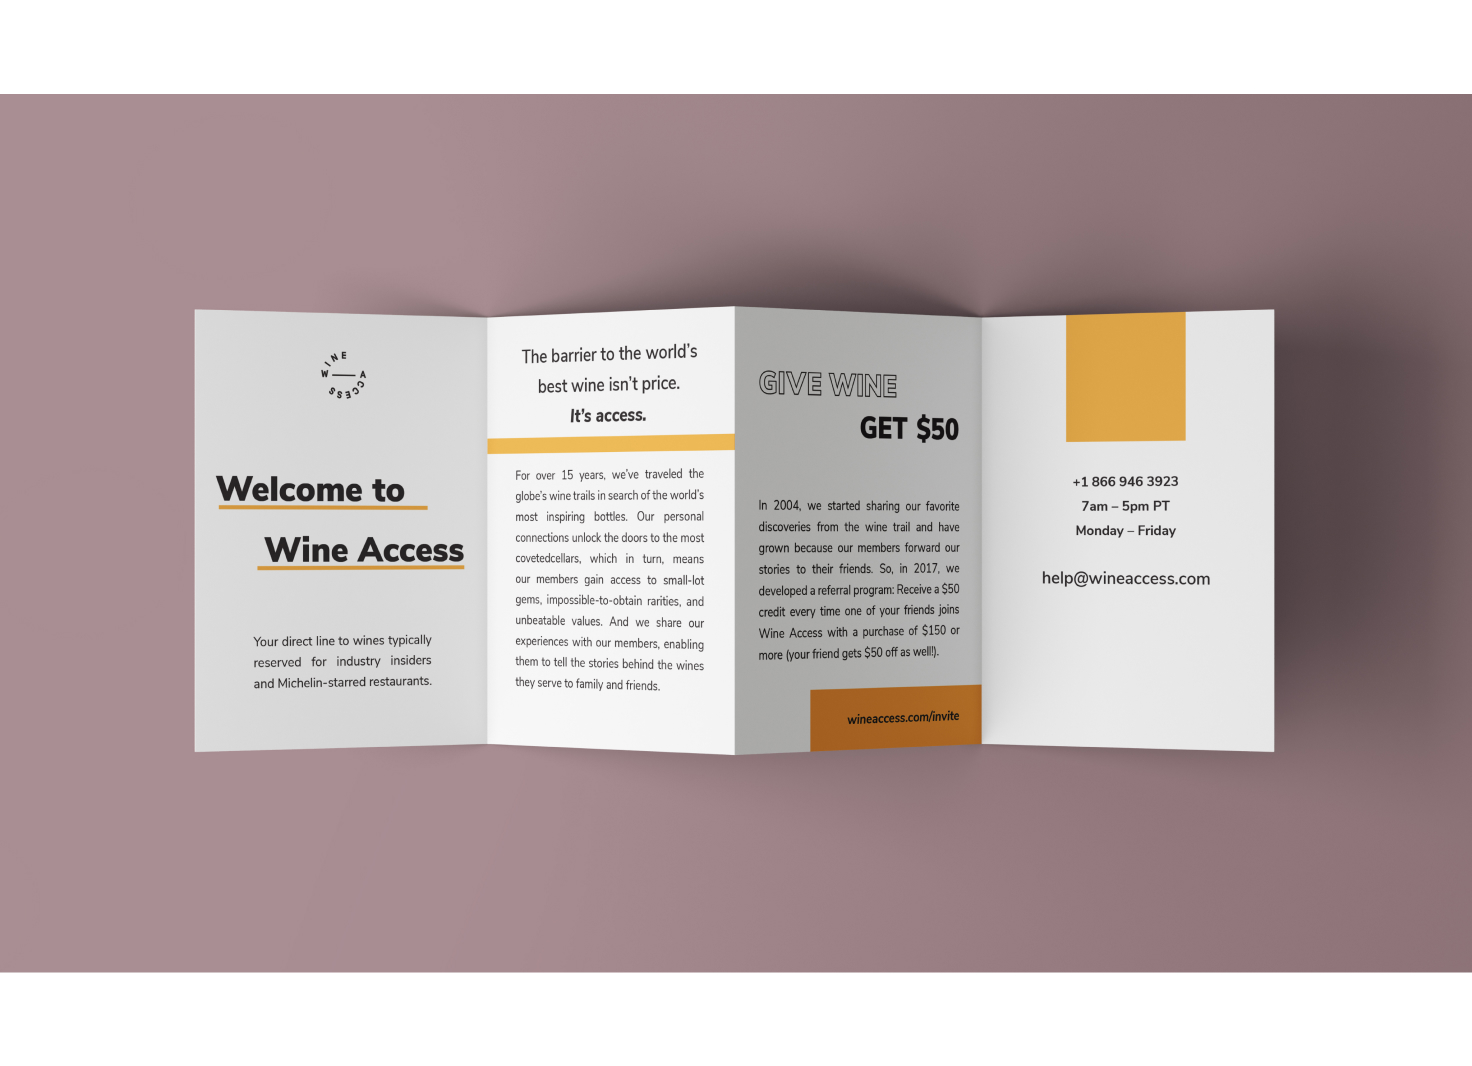 WINE
ACCESS
Welcome to
Wine Access
Your direct line to wines typically
reserved for industry insiders
and Michelin-starred restaurants.
The barrier to the world's
best wine isn't price.
It's access.
For over 15 years, we've traveled the
globe's wine trails in search of the world's
most inspiring bottles. Our personal
connections unlock the doors to the most
covetedcellars, which in turn, means
our members gain access to small-lot
gems, impossible-to-obtain rarities, and
unbeatable values. And we share our
experiences with our members, enabling
them to tell the stories behind the wines
they serve to family and friends.
GIVE WINE
GET $50
In 2004, we started sharing our favorite
discoveries from the wine trail and have
grown because our members forward our
stories to their friends. So, in 2017, we
developed a referral program: Receive a $50
credit every time one of your friends joins
Wine Access with a purchase of $150 or
more (your friend gets $50 off as well!).
wineaccess.com/invite
+1 866 946 3923
7am – 5pm PT
Monday – Friday
help@wineaccess.com